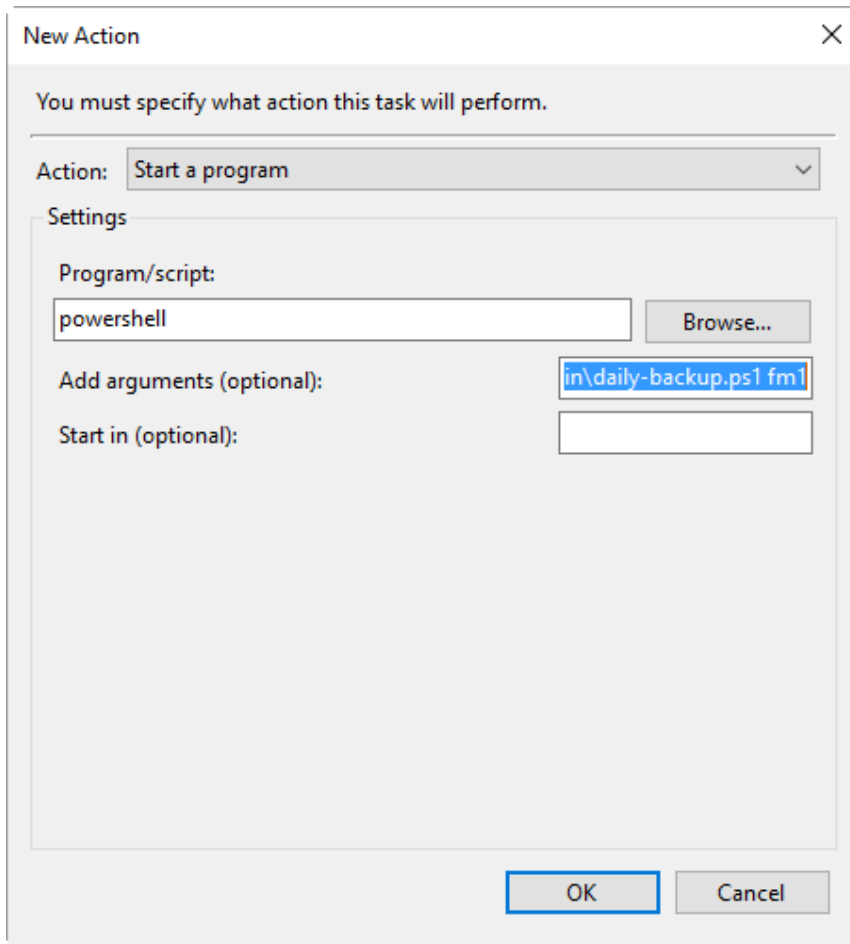 New Action
You must specify what action this task will perform.
Action: Start a program
Settings
Program/script:
powershell Browse...
Add arguments (optional): in\daily-backup.ps1 fm1
Start in (optional):
OK Cancel